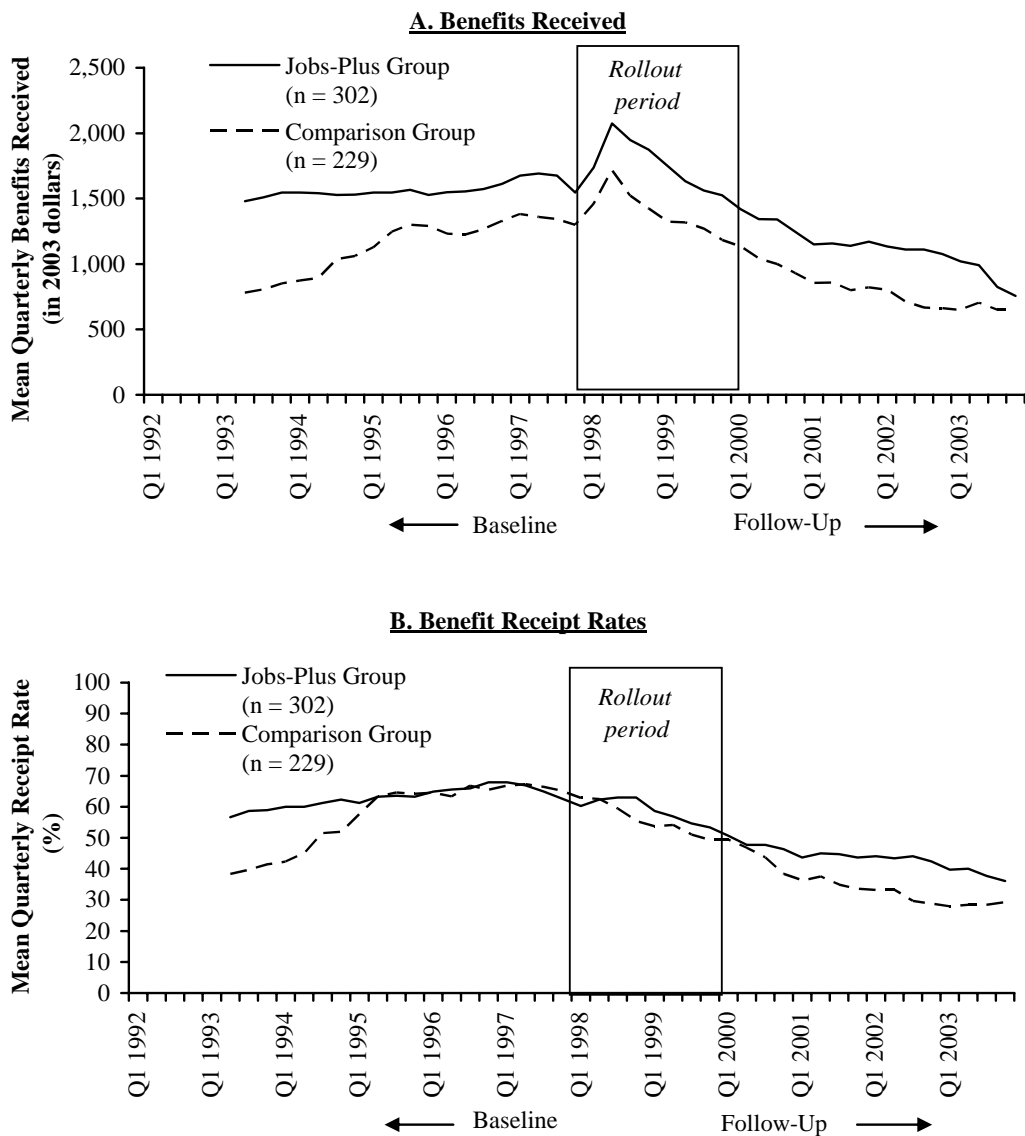 A. Benefits Received
Mean Quarterly Benefits Received
(in 2003 dollars)
2,500
2,000
1,500
1,000
500
0
Jobs-Plus Group
(n = 302)
Comparison Group
(n = 229)
Rollout
period
Q1 1992
Q1 1993
Q1 1994
Q1 1995
Q1 1996
Q1 1997
Q1 1998
Q1 1999
Q1 2000
Q1 2001
Q1 2002
Q1 2003
Baseline
Follow-Up
B. Benefit Receipt Rates
Mean Quarterly Receipt Rate
(%)
100
90
80
70
60
50
40
30
20
10
0
Jobs-Plus Group
(n = 302)
Comparison Group
(n = 229)
Rollout
period
Q1 1992
Q1 1993
Q1 1994
Q1 1995
Q1 1996
Q1 1997
Q1 1998
Q1 1999
Q1 2000
Q1 2001
Q1 2002
Q1 2003
Baseline
Follow-Up